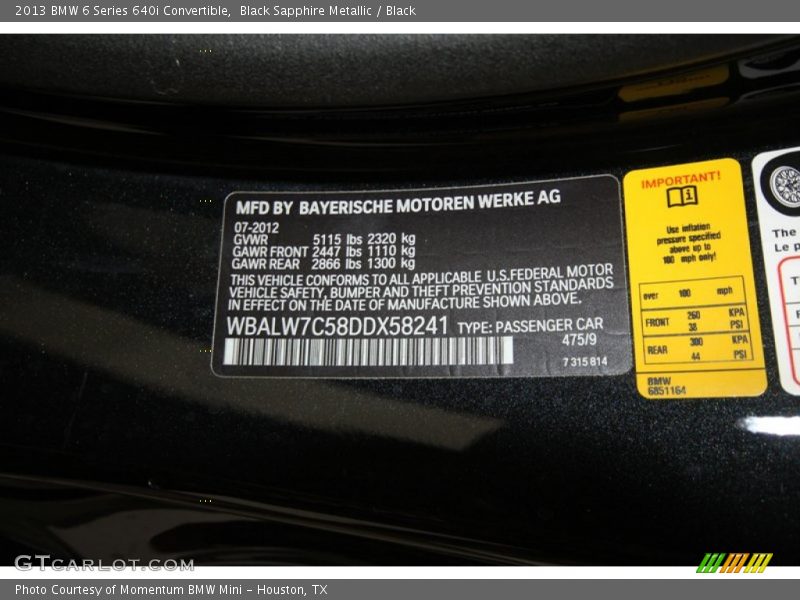 2013 BMW 6 Series 640i Convertible,  Black Sapphire Metallic / Black
MFD BY BAYERISCHE MOTOREN WERKE AG
07-2012
GVWR 5115 lbs 2320 kg
GAWR FRONT 2447 lbs 1110 kg
GAWR REAR 2866 lbs 1300 kg
THIS VEHICLE CONFORMS TO ALL APPLICABLE U.S.FEDERAL MOTOR
VEHICLE SAFETY, BUMPER AND THEFT PREVENTION STANDARDS
IN EFFECT ON THE DATE OF MANUFACTURE SHOWN ABOVE.
WBALW7C58DDX58241 TYPE: PASSENGER CAR
475/9
7 315 814
IMPORTANT!
i
Use inflation
pressure specified
above up to
100 mph only!
over 100 mph
FRONT 260 KPA
38 PSI
REAR 300 KPA
44 PSI
BMW
6851164
The
Le p
GTCARLOT.COM
Photo Courtesy of Momentum BMW Mini - Houston, TX